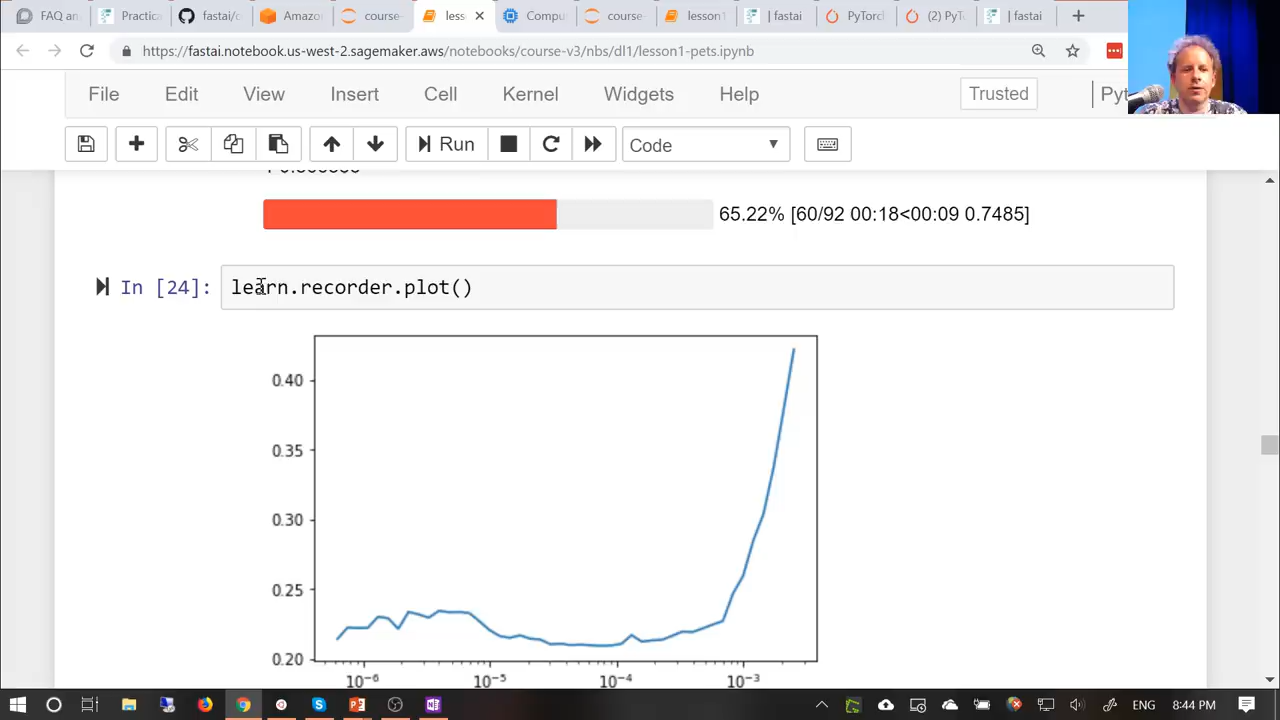 FAQ an
Practic
fastai/c
Amazo
course-
less
Compu
course
lesson1
| fastai
PyTorcl
(2) PyT
| fastai
https://fastai.notebook.us-west-2.sagemaker.aws/notebooks/course-v3/nbs/dl1/lesson1-pets.ipynb
File Edit View Insert Cell Kernel Widgets Help Trusted Pyt
Run Code
65.22% [60/92 00:18<00:09 0.7485]
In [24]: learn.recorder.plot()
0.40
0.35
0.30
0.25
0.20
10⁻⁶ 10⁻⁵ 10⁻⁴ 10⁻³
ENG 8:44 PM